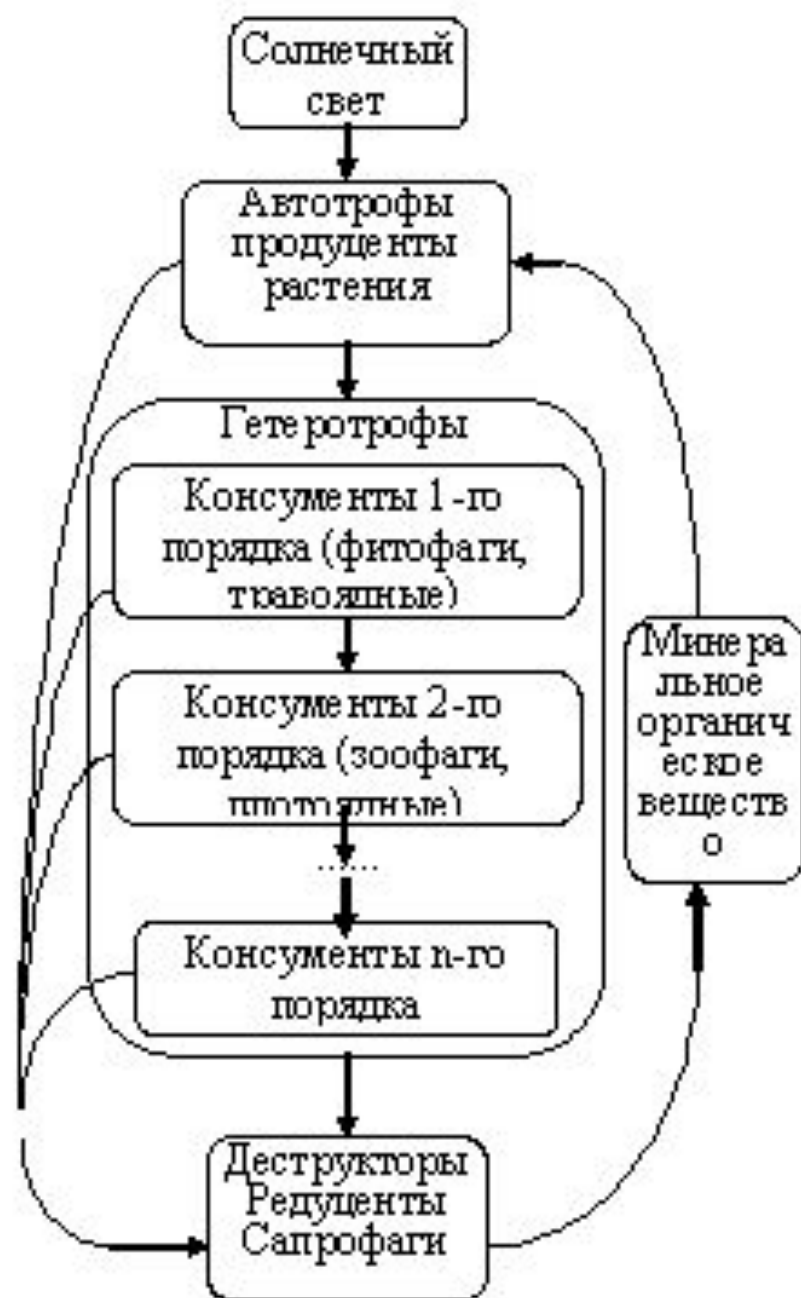 Солнечный
свет
Автотрофы
продуценты
растения
Гетеротрофы
Консументы 1-го
порядка (фитофаги,
травоядные)
Консументы 2-го
порядка (зоофаги,
плотоядные)
......
Консументы n-го
порядка
Минера
льное
органич
еское
веществ
о
Деструкторы
Редуценты
Сапрофаги